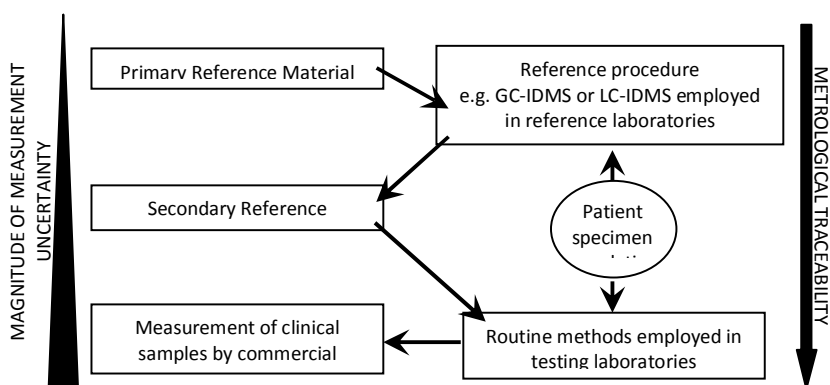 MAGNITUDE OF MEASUREMENT
UNCERTAINTY
Primary Reference Material
Reference procedure
e.g. GC-IDMS or LC-IDMS employed
in reference laboratories
Secondary Reference
Patient
specimen
Measurement of clinical
samples by commercial
Routine methods employed in
testing laboratories
METROLOGICAL TRACEABILITY